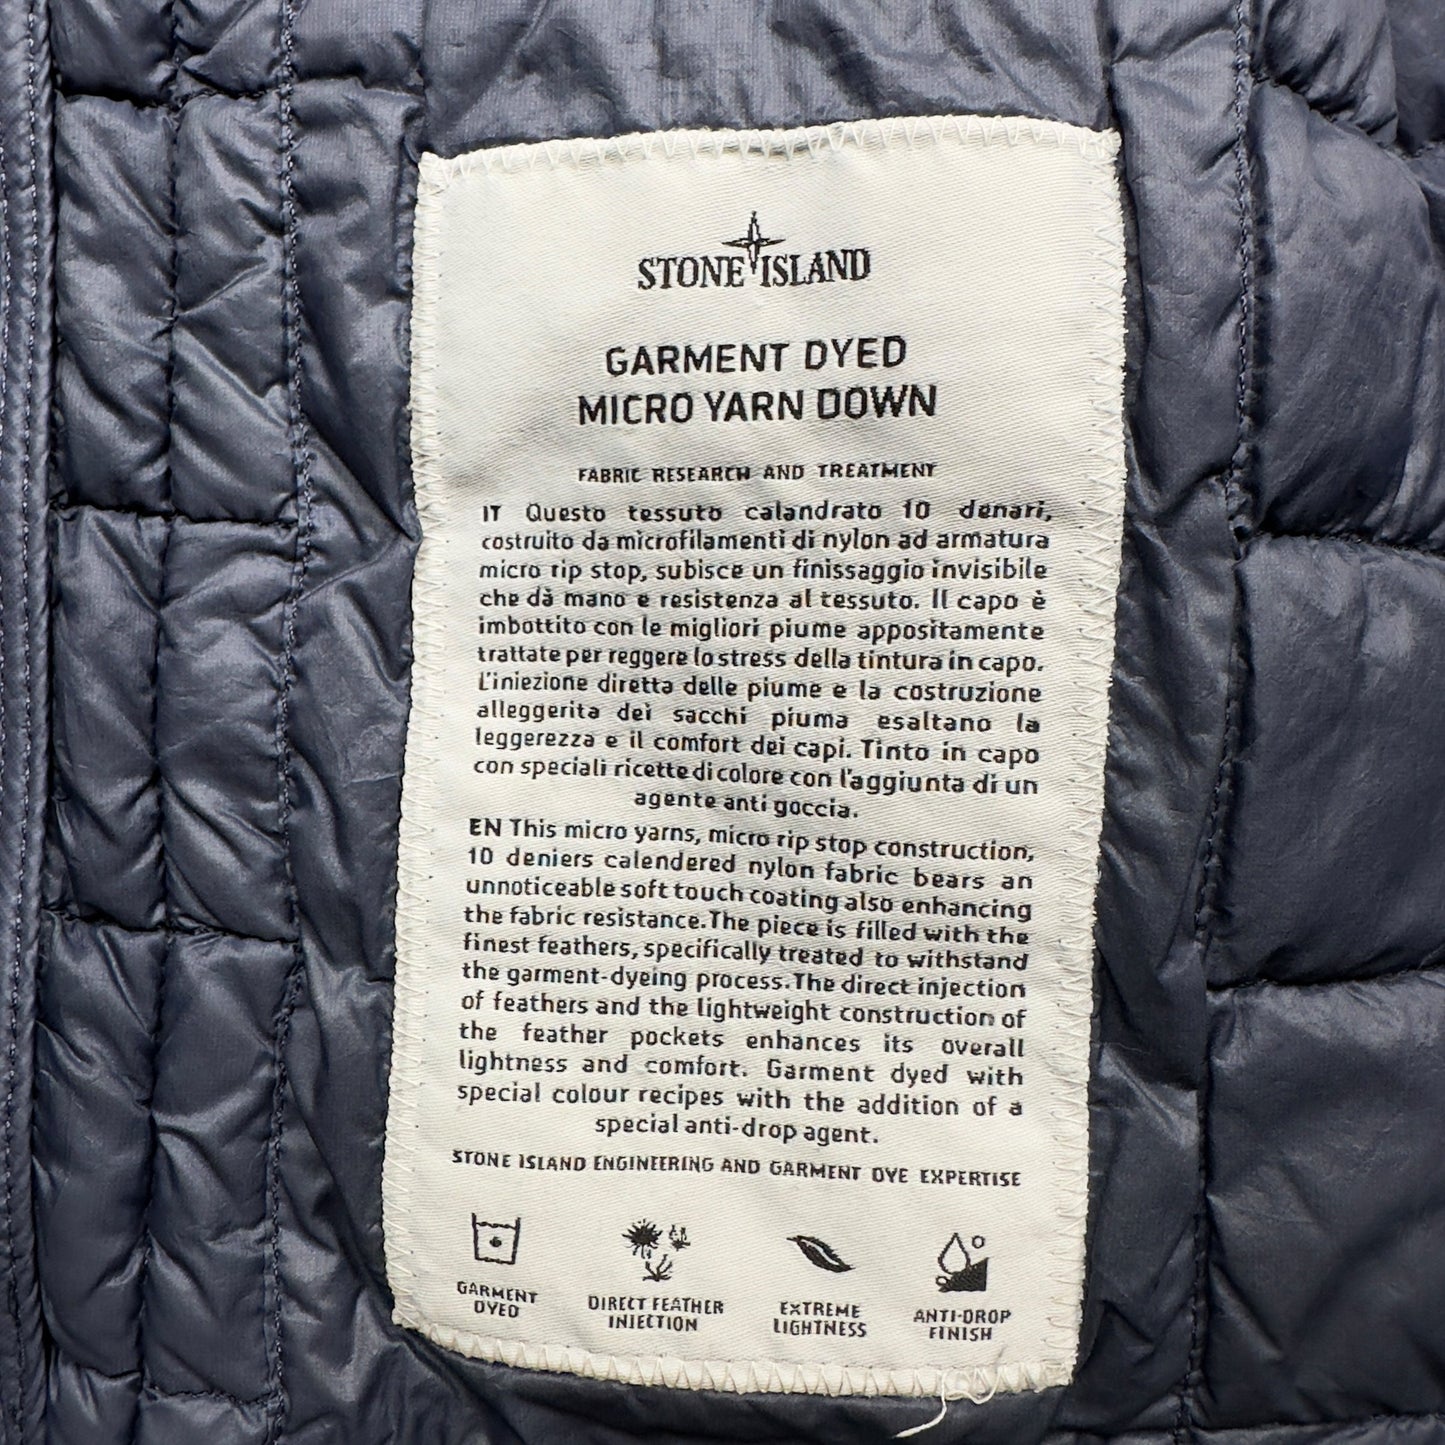 STONE ISLAND
GARMENT DYED
MICRO YARN DOWN
FABRIC RESEARCH AND TREATMENT
IT Questo tessuto calandrato 10 denari,
costruito da microfilamenti di nylon ad armatura
micro rip stop, subisce un finissaggio invisibile
che dà mano e resistenza al tessuto. Il capo è
imbottito con le migliori piume appositamente
trattate per reggere lo stress della tintura in capo.
L'iniezione diretta delle piume e la costruzione
alleggerita dei sacchi piuma esaltano la
leggerezza e il comfort dei capi. Tinto in capo
con speciali ricette di colore con l'aggiunta di un
agente anti goccia.
EN This micro yarns, micro rip stop construction,
10 deniers calendered nylon fabric bears an
unnoticeable soft touch coating also enhancing
the fabric resistance. The piece is filled with the
finest feathers, specifically treated to withstand
the garment-dyeing process. The direct injection
of feathers and the lightweight construction of
the feather pockets enhances its overall
lightness and comfort. Garment dyed with
special colour recipes with the addition of a
special anti-drop agent.
STONE ISLAND ENGINEERING AND GARMENT DYE EXPERTISE
GARMENT DYED
DIRECT FEATHER INJECTION
EXTREME LIGHTNESS
ANTI-DROP FINISH